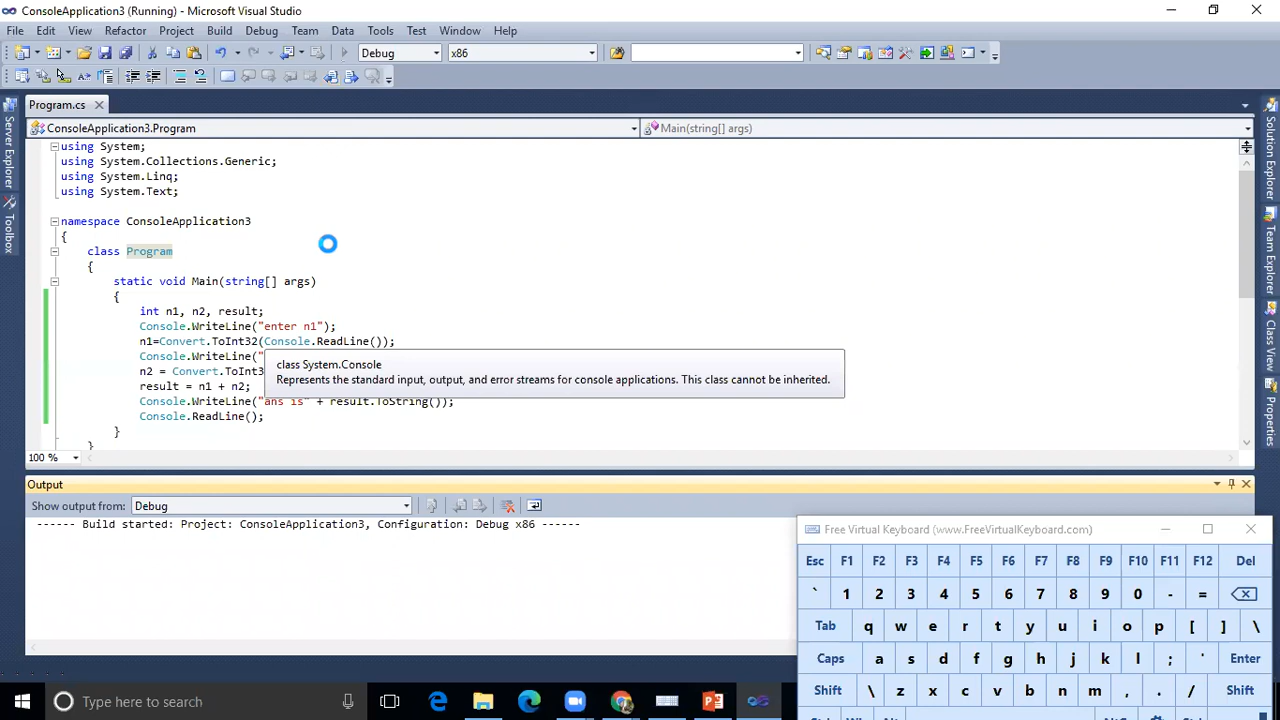 ConsoleApplication3 (Running) - Microsoft Visual Studio
File Edit View Refactor Project Build Debug Team Data Tools Test Window Help
Debug x86
Program.cs
ConsoleApplication3.Program Main(string[] args)
using System;
using System.Collections.Generic;
using System.Linq;
using System.Text;
namespace ConsoleApplication3
{
class Program
{
static void Main(string[] args)
{
int n1, n2, result;
Console.WriteLine("enter n1");
n1=Convert.ToInt32(Console.ReadLine());
Console.WriteLine("
n2 = Convert.ToInt3
class System.Console
Represents the standard input, output, and error streams for console applications. This class cannot be inherited.
result = n1 + n2;
Console.WriteLine("ans is" + result.ToString());
Console.ReadLine();
}
}
100 %
Server Explorer
Toolbox
Solution Explorer
Team Explorer
Class View
Properties
Output
Show output from: Debug
------ Build started: Project: ConsoleApplication3, Configuration: Debug x86 ------
Free Virtual Keyboard (www.FreeVirtualKeyboard.com)
Esc F1 F2 F3 F4 F5 F6 F7 F8 F9 F10 F11 F12 Del
` 1 2 3 4 5 6 7 8 9 0 - =
Tab q w e r t y u i o p [ ] \
Caps a s d f g h j k l ; ' Enter
Shift \ z x c v b n m , . / Shift
Type here to search